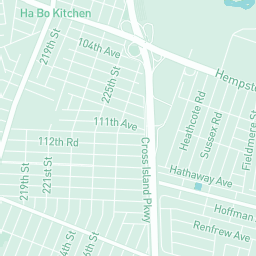 Ha Bo Kitchen
104th Ave
219th St
225th St
Hempste
Heathcote Rd
Sussex Rd
Fieldmere S
111th Ave
112th Rd
Cross Island Pkwy
Hathaway Ave
219th St
221st St
Hoffman
Renfrew Ave